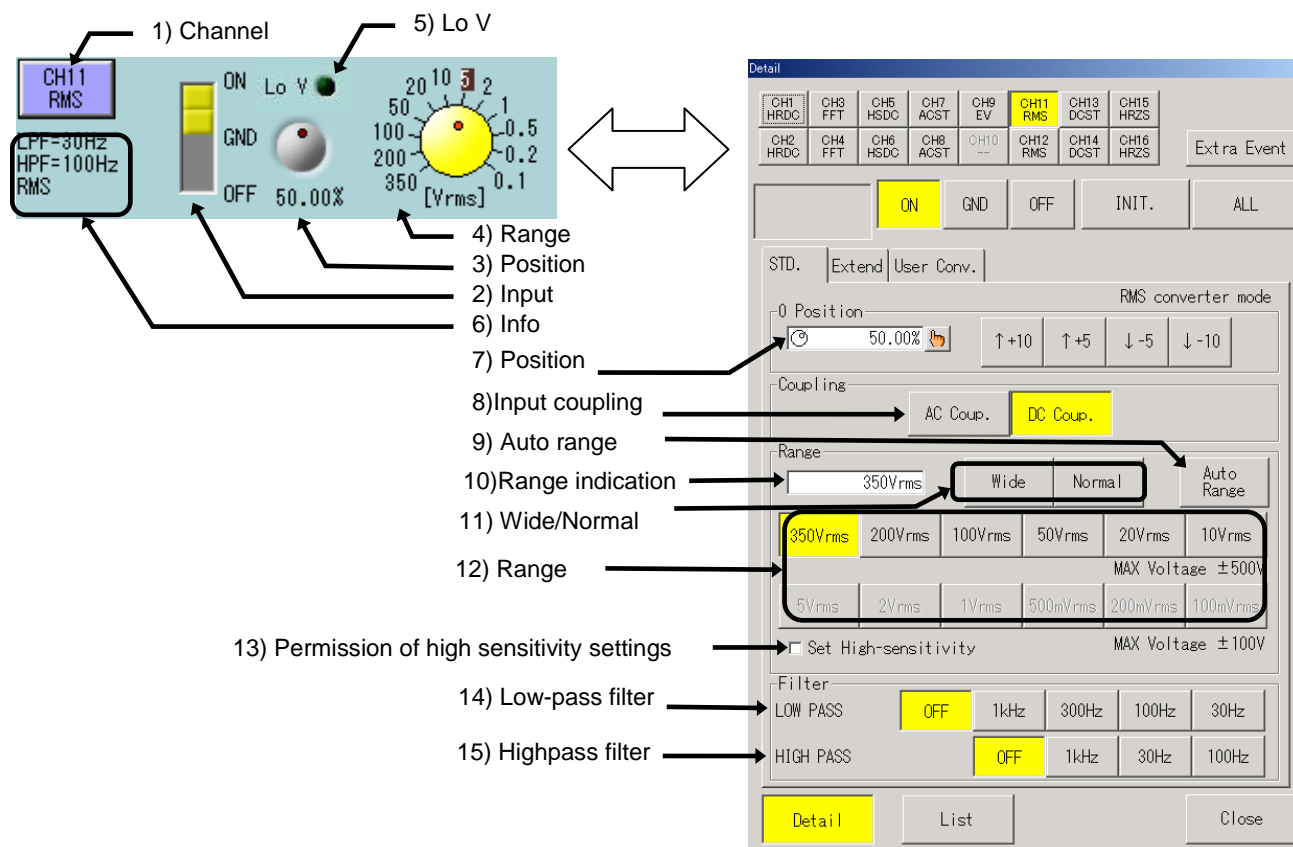 1) Channel
5) Lo V
CH11
RMS
LPF=30Hz
HPF=100Hz
RMS
ON
GND
OFF
Lo V
50.00%
350
200
100
50
20
10
5
2
1
0.5
0.2
0.1
[Vrms]
4) Range
3) Position
2) Input
6) Info
7) Position
8)Input coupling
9) Auto range
10)Range indication
11) Wide/Normal
12) Range
13) Permission of high sensitivity settings
14) Low-pass filter
15) Highpass filter
Detail
CH1 HRDC
CH3 FFT
CH5 HSDC
CH7 ACST
CH9 EV
CH11 RMS
CH13 DCST
CH15 HRZS
CH2 HRDC
CH4 FFT
CH6 HSDC
CH8 ACST
CH10 --
CH12 RMS
CH14 DCST
CH16 HRZS
Extra Event
ON GND OFF INIT. ALL
STD. Extend User Conv.
RMS converter mode
0 Position
50.00% ↑+10 ↑+5 ↓-5 ↓-10
Coupling
AC Coup. DC Coup.
Range
350Vrms Wide Normal Auto Range
350Vrms 200Vrms 100Vrms 50Vrms 20Vrms 10Vrms
MAX Voltage ±500V
5Vrms 2Vrms 1Vrms 500mVrms 200mVrms 100mVrms
Set High-sensitivity MAX Voltage ±100V
Filter
LOW PASS OFF 1kHz 300Hz 100Hz 30Hz
HIGH PASS OFF 1kHz 30Hz 100Hz
Detail List Close